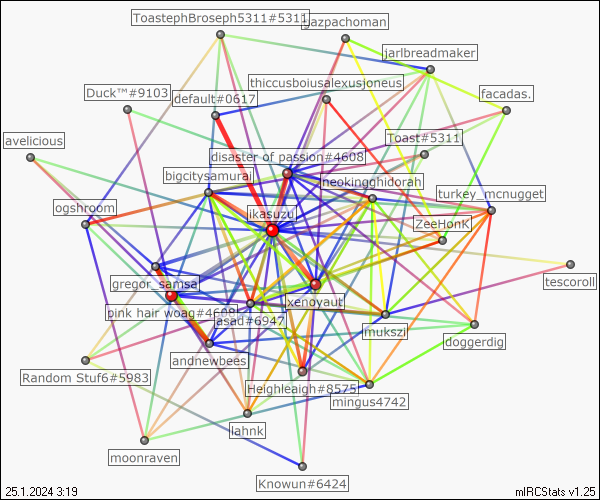 ToastephBroseph5311#5311
gazpachoman
jarlbreadmaker
thiccusboiusalexusjoneus
Duck™#9103
default#0617
facadas.
avelicious
Toast#5311
disaster of passion#4608
bigcitysamurai
neokingghidorah
turkey_mcnugget
ogshroom
ikasuzu
ZeeHonK
gregor_samsa
tescoroll
xenoyaut
pink hair woag#4608
asad#6947
mukszi
doggerdig
andnewbees
Random Stuf6#5983
Heighleaigh#8575
mingus4742
lahnk
moonraven
Knowun#6424
25.1.2024 3:19
mIRCStats v1.25